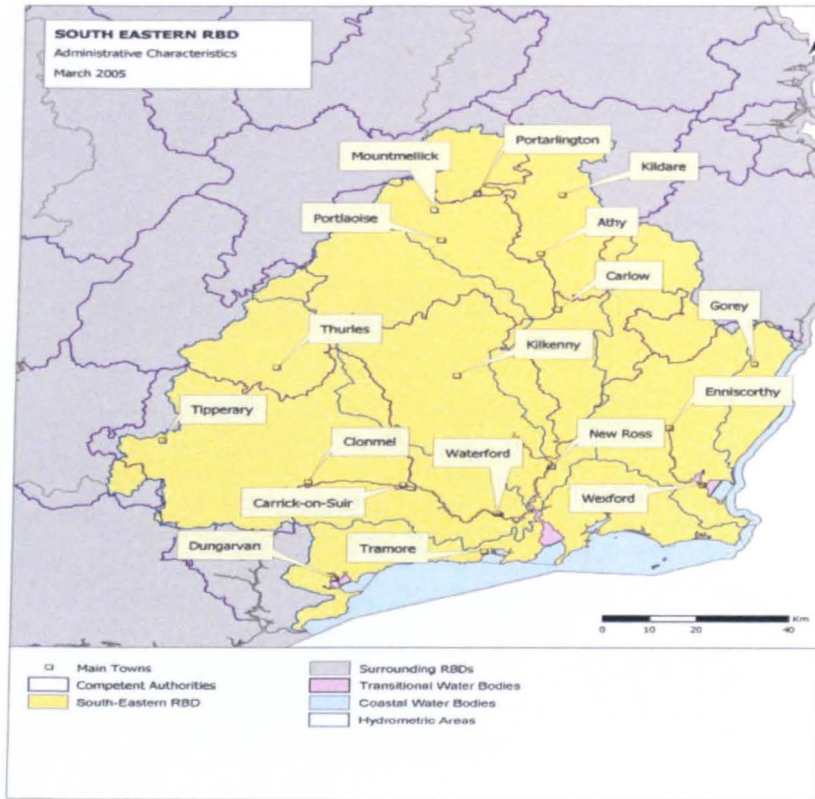 SOUTH EASTERN RBD
Administrative Characteristics
March 2005
Portarlington
Mountmellick
Kildare
Portlaoise
Athy
Carlow
Gorey
Thurles
Kilkenny
Enniscorthy
Tipperary
New Ross
Clonmel
Waterford
Wexford
Carrick-on-Suir
Dungarvan
Tramore
Km
0 10 20 40
Main Towns
Competent Authorities
South-Eastern RBD
Surrounding RBDs
Transitional Water Bodies
Coastal Water Bodies
Hydrometric Areas